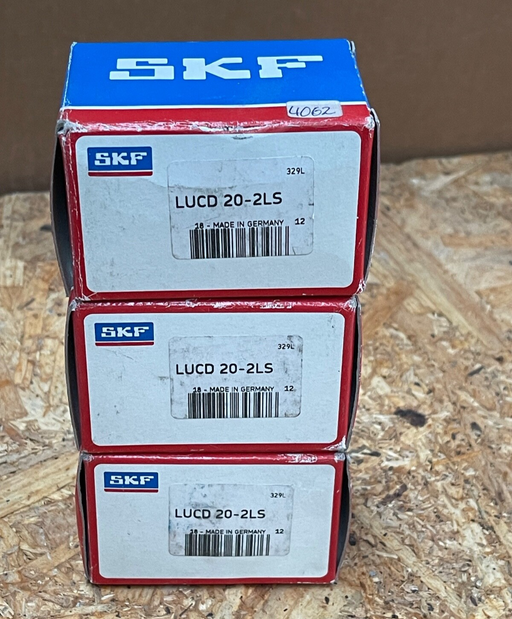 SKF
4062
SKF
329L
LUCD 20-2LS
18 - MADE IN GERMANY 12
SKF
329L
LUCD 20-2LS
18 - MADE IN GERMANY 12
SKF
329L
LUCD 20-2LS
18 - MADE IN GERMANY 12